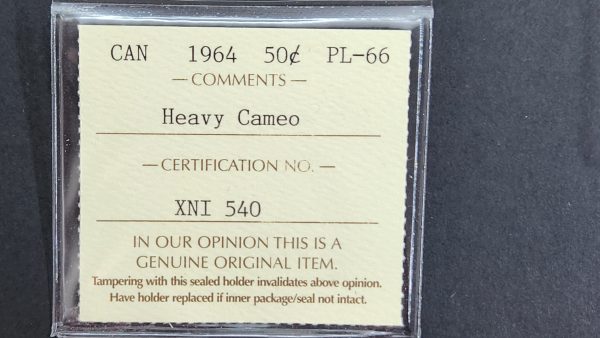 CAN 1964 50¢ PL-66
— COMMENTS —
Heavy Cameo
— CERTIFICATION NO. —
XNI 540
IN OUR OPINION THIS IS A
GENUINE ORIGINAL ITEM.
Tampering with this sealed holder invalidates above opinion.
Have holder replaced if inner package/seal not intact.